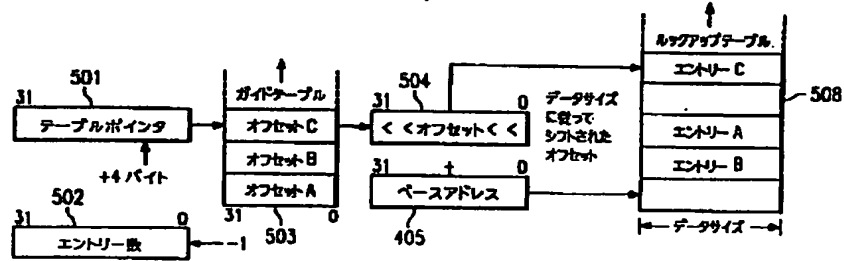 501
31
テーブルポインタ
+4 バイト
502
31 0
エントリー数
-1
ガイドテーブル
オフセット C
オフセット B
オフセット A
31 0
503
504
31 0
< <オフセット< <
31 + 0
ベースアドレス
405
データサイズ
に従って
シフトされた
オフセット
ルックアップテーブル
エントリー C
エントリー A
エントリー B
508
データサイズ